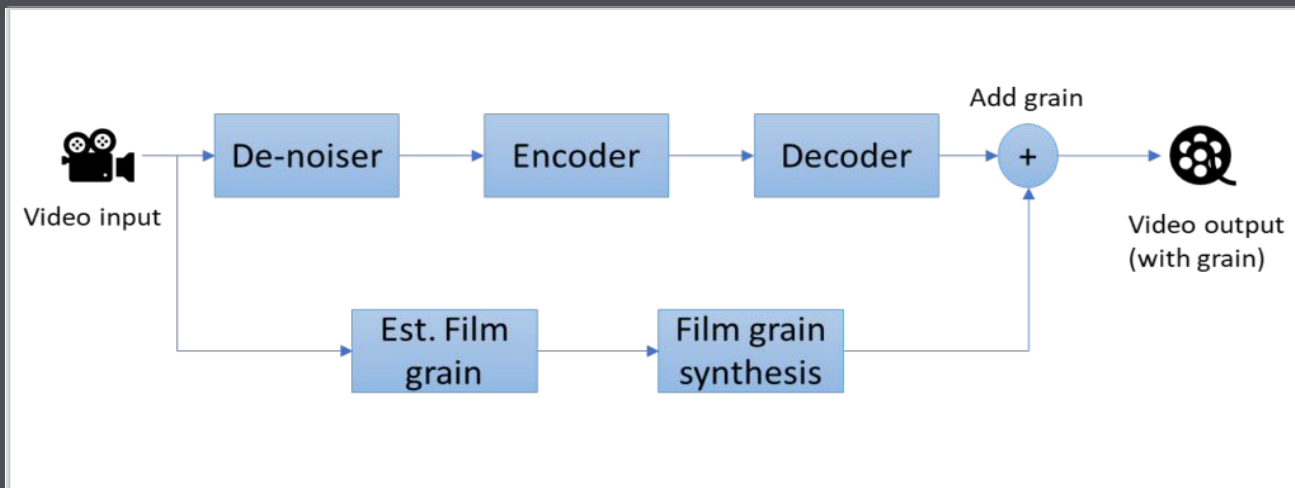 Add grain
De-noiser
Encoder
Decoder
+
Video input
Video output
(with grain)
Est. Film
grain
Film grain
synthesis